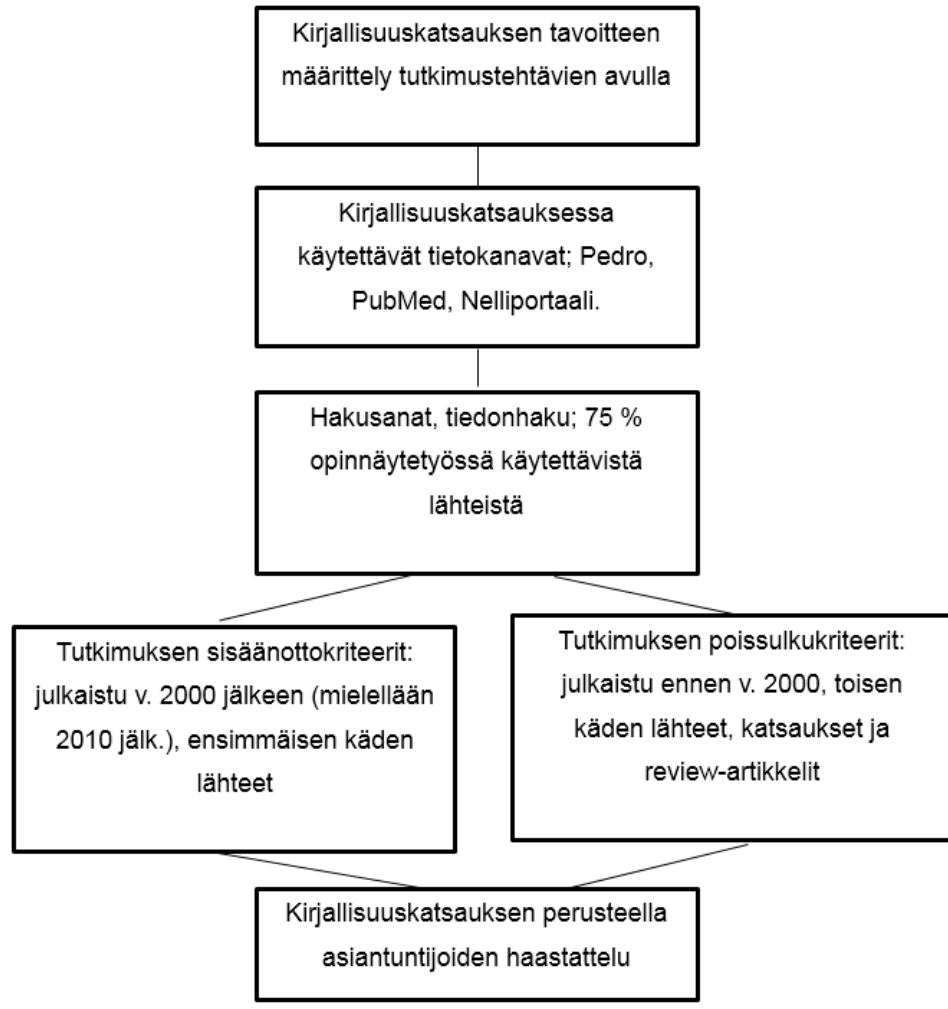 Kirjallisuuskatsauksen tavoitteen
määrittely tutkimustehtävien avulla
Kirjallisuuskatsauksessa
käytettävät tietokanavat; Pedro,
PubMed, Nelliportaali.
Hakusanat, tiedonhaku; 75 %
opinnäytetyössä käytettävistä
lähteistä
Tutkimuksen sisäänottokriteerit:
julkaistu v. 2000 jälkeen (mielellään
2010 jälk.), ensimmäisen käden
lähteet
Tutkimuksen poissulkukriteerit:
julkaistu ennen v. 2000, toisen
käden lähteet, katsaukset ja
review-artikkelit
Kirjallisuuskatsauksen perusteella
asiantuntijoiden haastattelu